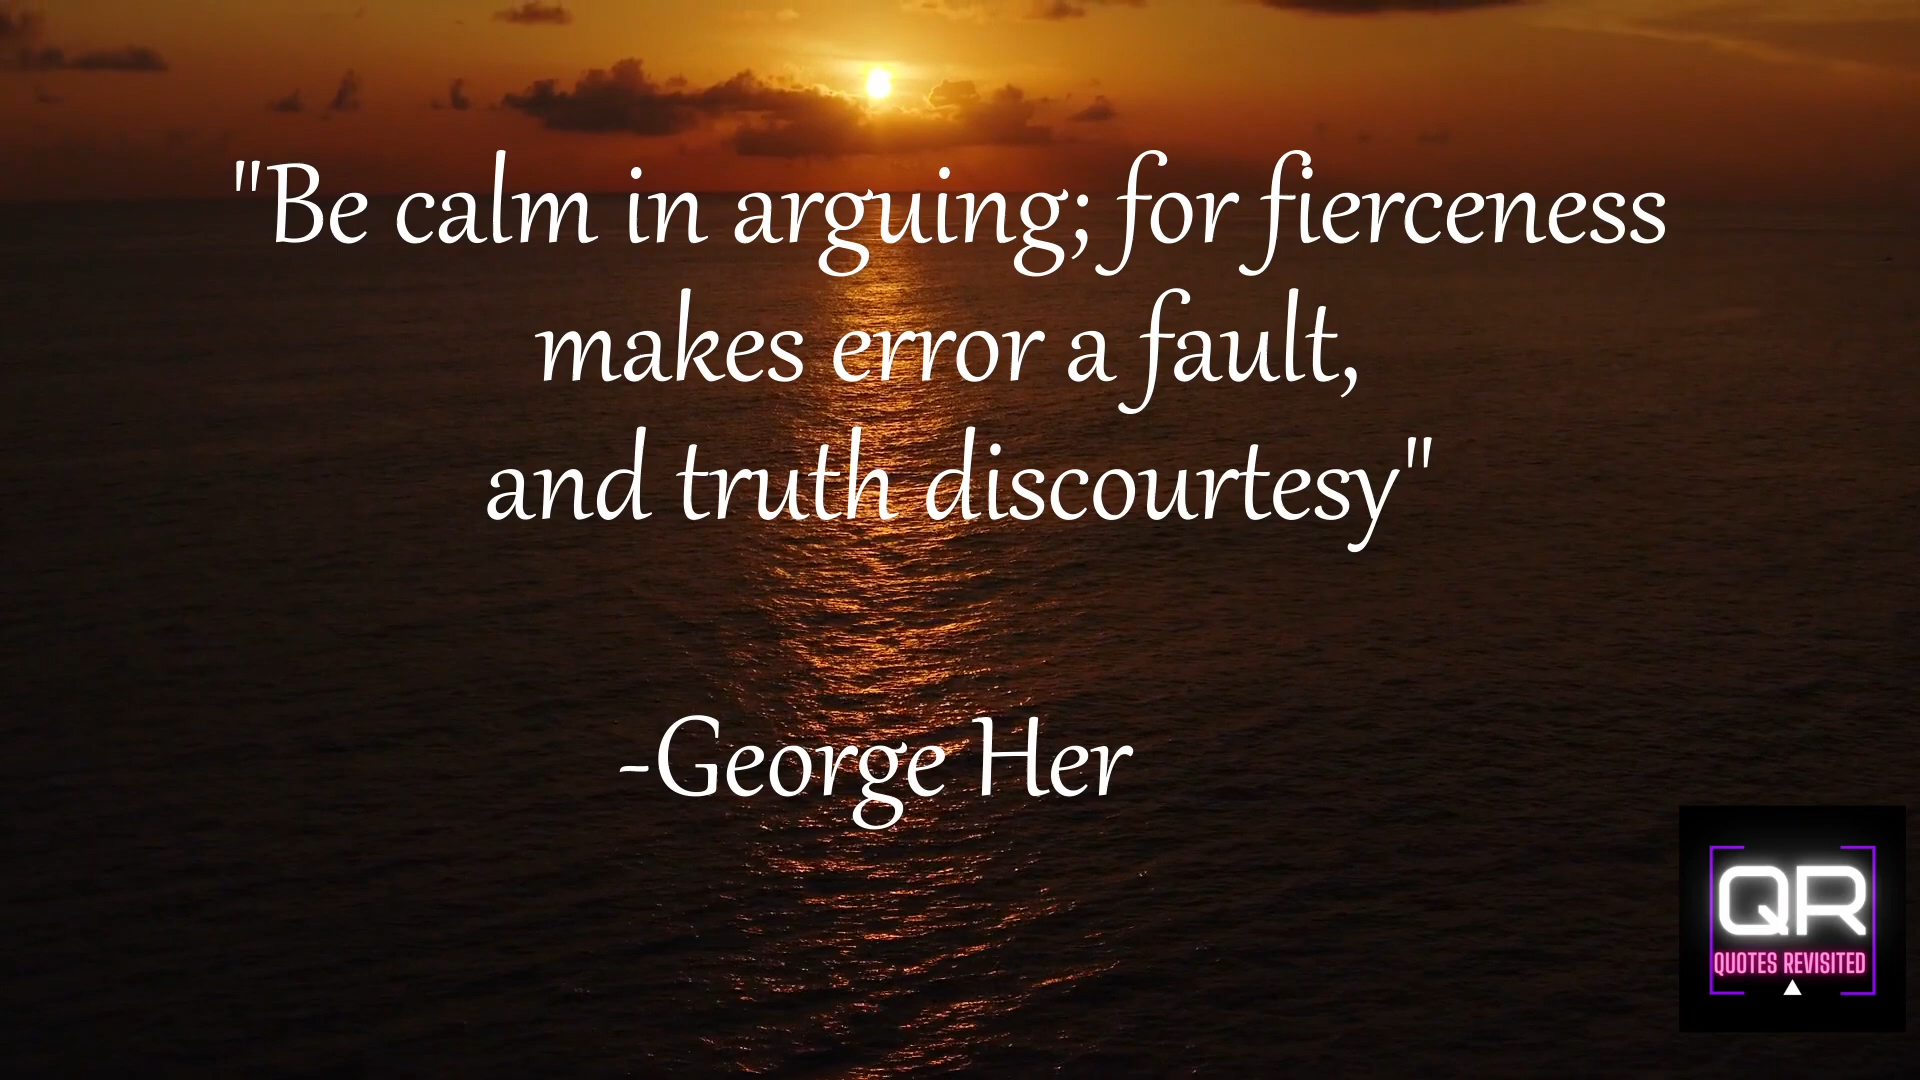 "Be calm in arguing; for fierceness
makes error a fault,
and truth discourtesy"
-George Her
QR
QUOTES REVISITED